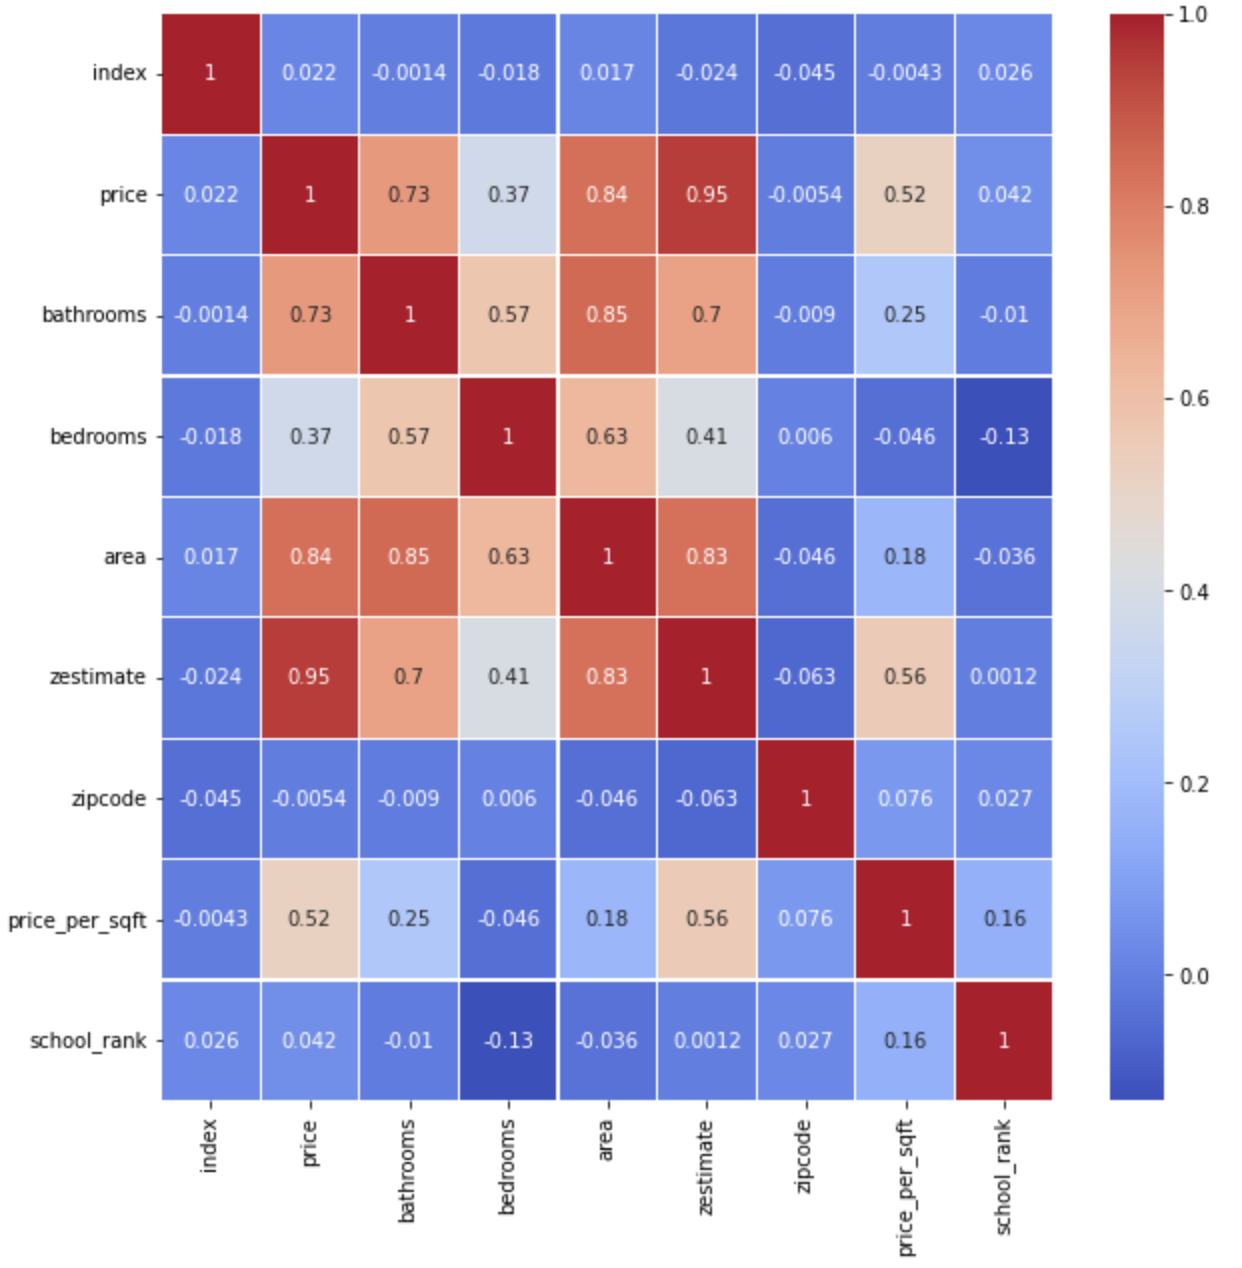 index 1 0.022 -0.0014 -0.018 0.017 -0.024 -0.045 -0.0043 0.026
price 0.022 1 0.73 0.37 0.84 0.95 -0.0054 0.52 0.042
bathrooms -0.0014 0.73 1 0.57 0.85 0.7 -0.009 0.25 -0.01
bedrooms -0.018 0.37 0.57 1 0.63 0.41 0.006 -0.046 -0.13
area 0.017 0.84 0.85 0.63 1 0.83 -0.046 0.18 -0.036
zestimate -0.024 0.95 0.7 0.41 0.83 1 -0.063 0.56 0.0012
zipcode -0.045 -0.0054 -0.009 0.006 -0.046 -0.063 1 0.076 0.027
price_per_sqft -0.0043 0.52 0.25 -0.046 0.18 0.56 0.076 1 0.16
school_rank 0.026 0.042 -0.01 -0.13 -0.036 0.0012 0.027 0.16 1
index price bathrooms bedrooms area zestimate zipcode price_per_sqft school_rank
1.0
0.8
0.6
0.4
0.2
0.0